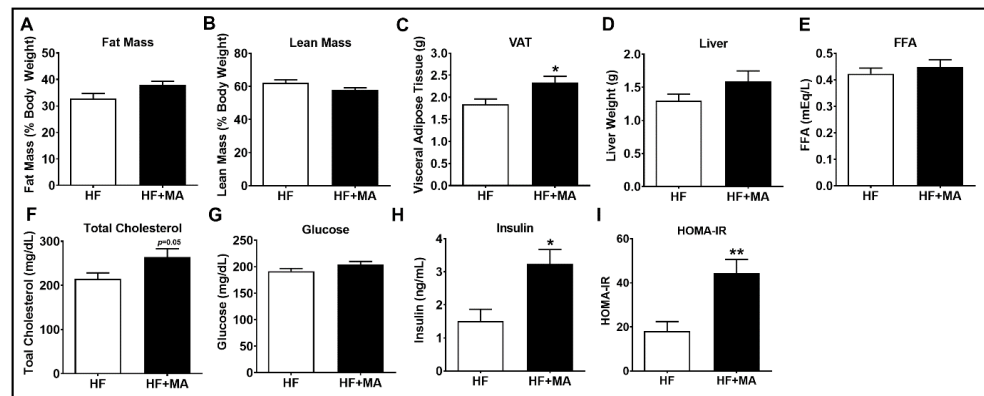 A
Fat Mass
Fat Mass (% Body Weight)
50
40
30
20
10
0
HF
HF+MA
B
Lean Mass
Lean Mass (% Body Weight)
80
60
40
20
0
HF
HF+MA
C
VAT
Visceral Adipose Tissue (g)
3.0
2.5
2.0
1.5
1.0
0.5
0.0
*
HF
HF+MA
D
Liver
Liver Weight (g)
2.0
1.5
1.0
0.5
0.0
HF
HF+MA
E
FFA
FFA (mEq/L)
0.6
0.4
0.2
0.0
HF
HF+MA
F
Total Cholesterol
Toal Cholesterol (mg/dL)
300
200
100
0
p=0.05
HF
HF+MA
G
Glucose
Glucose (mg/dL)
250
200
150
100
50
0
HF
HF+MA
H
Insulin
Insulin (ng/mL)
4
3
2
1
0
*
HF
HF+MA
I
HOMA-IR
HOMA-IR
60
40
20
0
**
HF
HF+MA